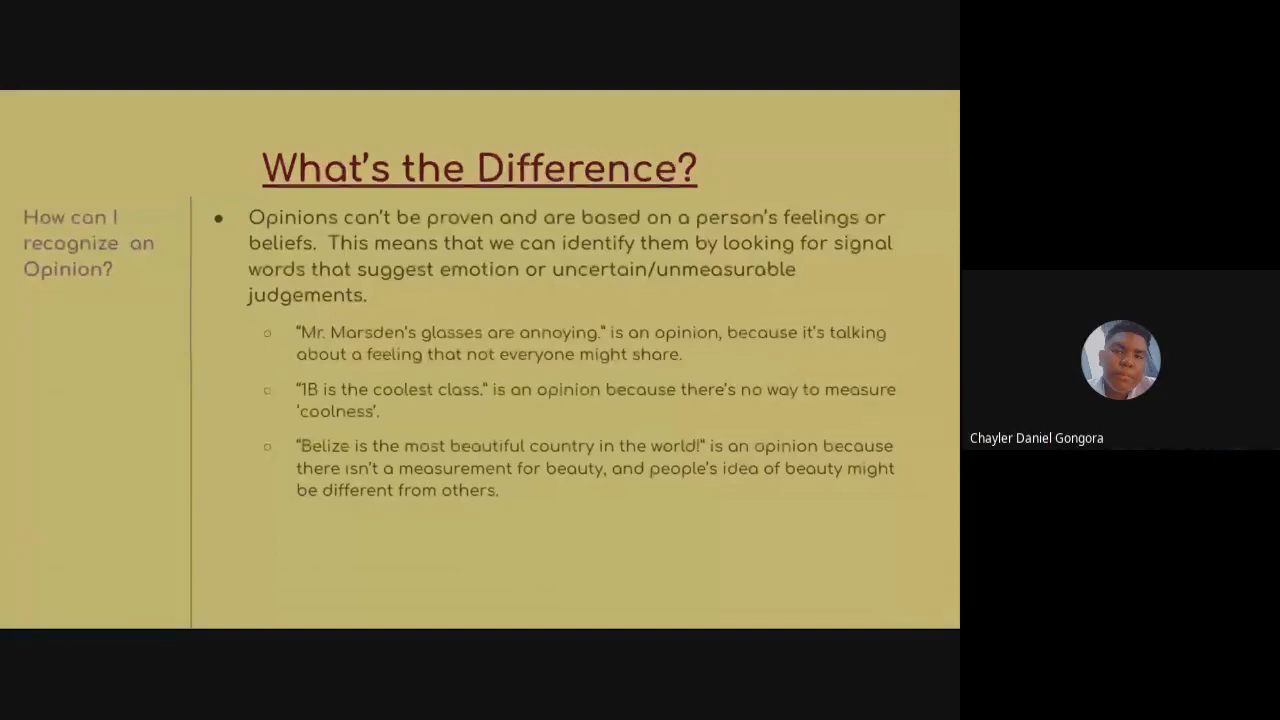 What's the Difference?
How can I
recognize an
Opinion?
● Opinions can't be proven and are based on a person's feelings or
beliefs. This means that we can identify them by looking for signal
words that suggest emotion or uncertain/unmeasurable
judgements.
○ "Mr. Marsden's glasses are annoying." is an opinion, because it's talking
about a feeling that not everyone might share.
○ "1B is the coolest class." is an opinion because there's no way to measure
'coolness'.
○ "Belize is the most beautiful country in the world!" is an opinion because
there isn't a measurement for beauty, and people's idea of beauty might
be different from others.
Chayler Daniel Gongora